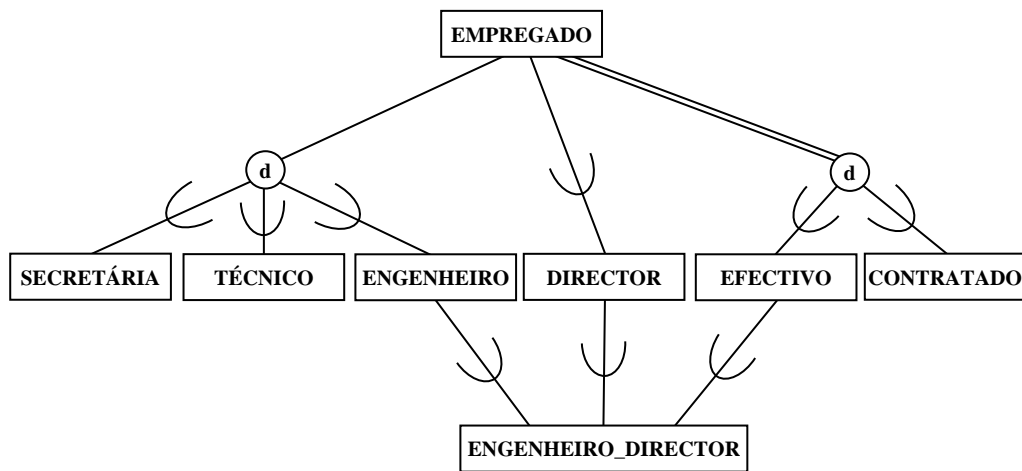 EMPREGADO
d
d
SECRETÁRIA
TÉCNICO
ENGENHEIRO
DIRECTOR
EFECTIVO
CONTRATADO
ENGENHEIRO_DIRECTOR